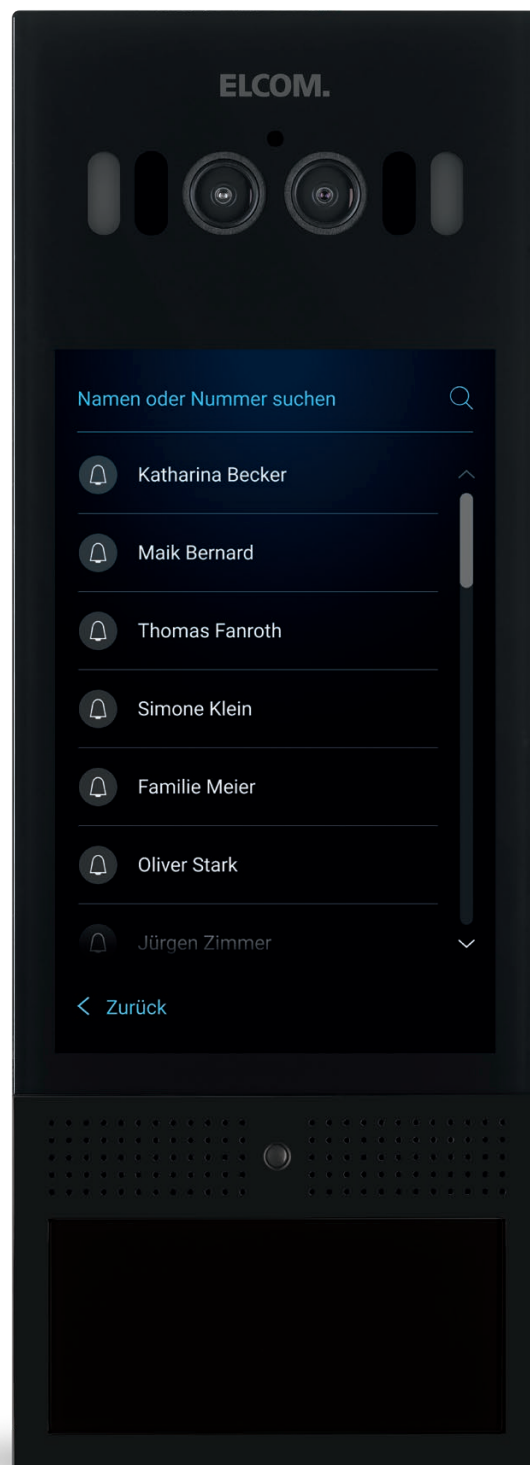 ELCOM.
Namen oder Nummer suchen
Katharina Becker
Maik Bernard
Thomas Fanroth
Simone Klein
Familie Meier
Oliver Stark
Jürgen Zimmer
Zurück